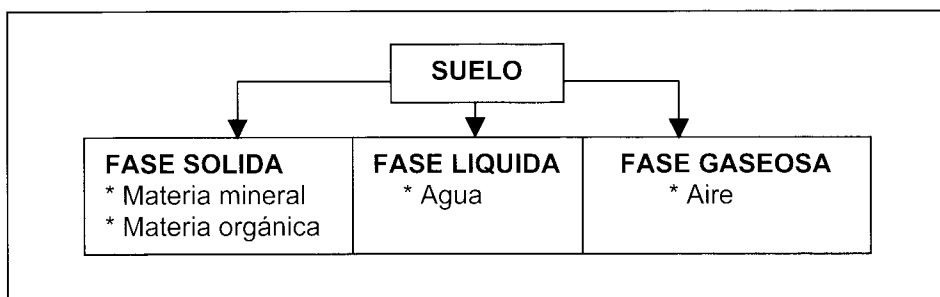 SUELO
FASE SOLIDA
* Materia mineral
* Materia orgánica
FASE LIQUIDA
* Agua
FASE GASEOSA
* Aire